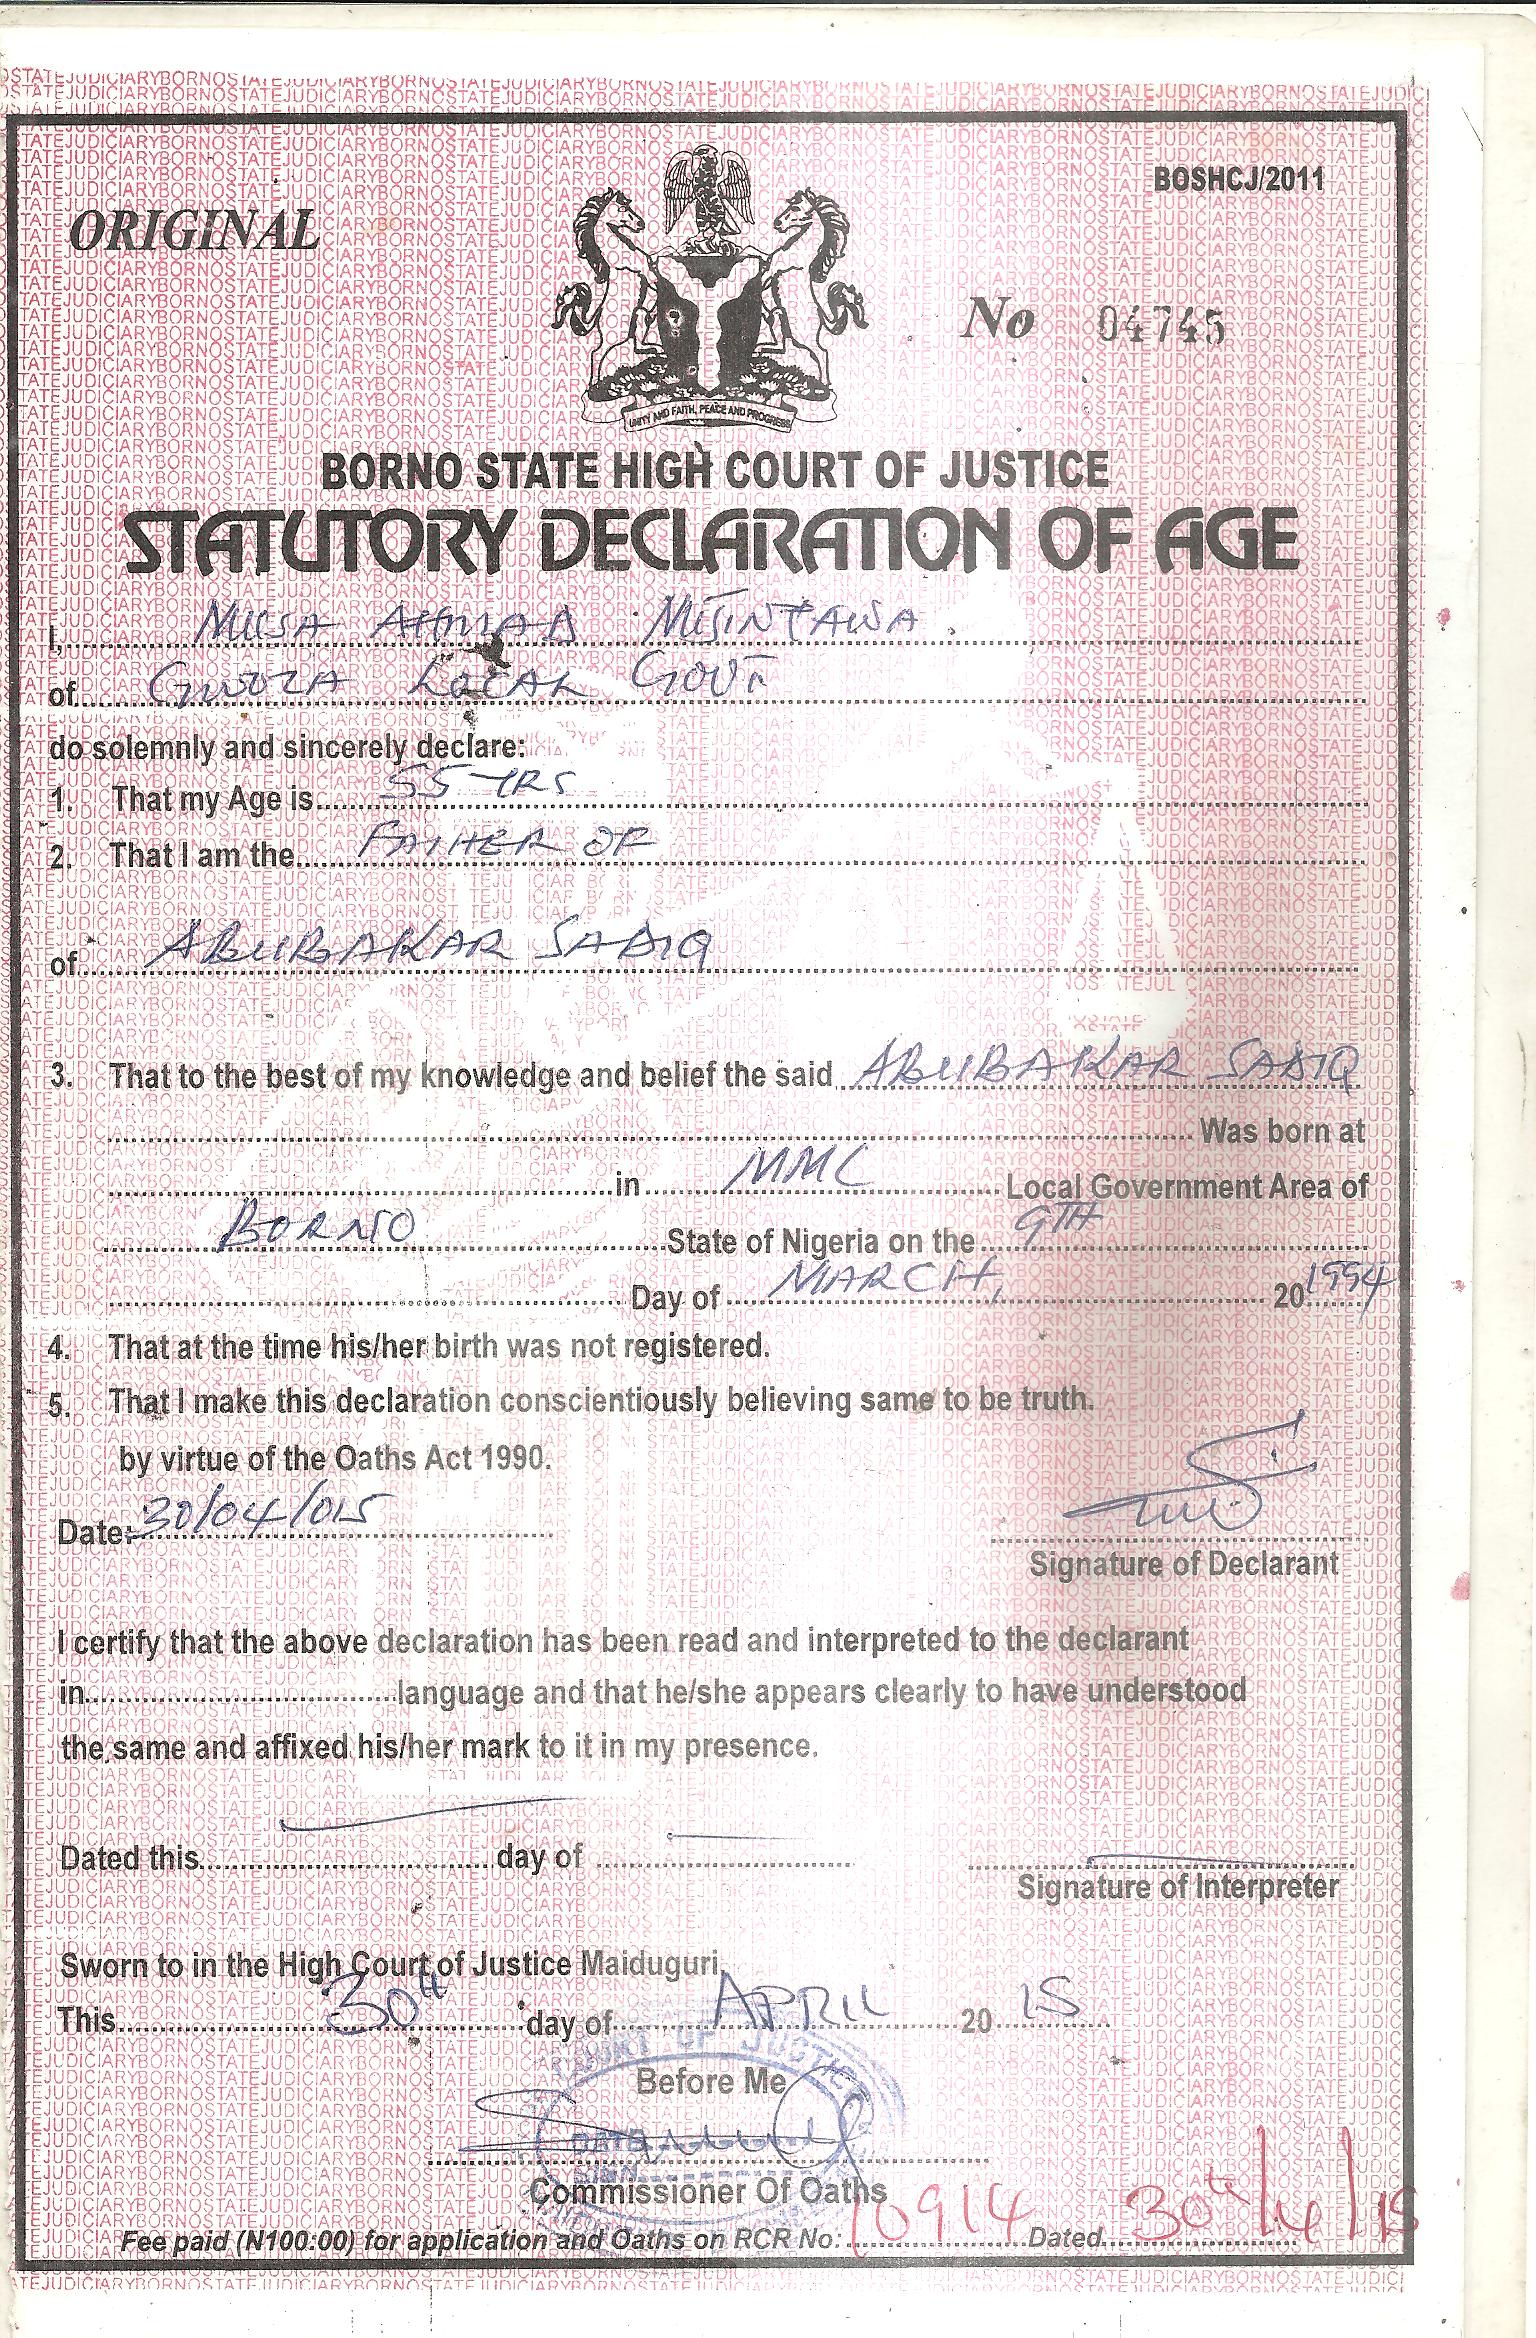 BOSHCJ/2011
ORIGINAL
No 04745
UNITY AND FAITH, PEACE AND PROGRESS
BORNO STATE HIGH COURT OF JUSTICE
STATUTORY DECLARATION OF AGE
I, MUSA AHMAD MSINTAWA
of GWOZA LOCAL GOVT
do solemnly and sincerely declare:
1. That my Age is 55 YRS
2. That I am the FATHER OF
of ABUBAKAR SADIQ
3. That to the best of my knowledge and belief the said ABUBAKAR SADIQ
Was born at
in MMC Local Government Area of
BORNO State of Nigeria on the 9TH
Day of MARCH, 20 1994
4. That at the time his/her birth was not registered.
5. That I make this declaration conscientiously believing same to be truth.
by virtue of the Oaths Act 1990.
Date: 30/04/015
Signature of Declarant
I certify that the above declaration has been read and interpreted to the declarant
in language and that he/she appears clearly to have understood
the same and affixed his/her mark to it in my presence.
Dated this day of
Signature of Interpreter
Sworn to in the High Court of Justice Maiduguri,
This 30th day of APRIL 20 15
COURT OF JUSTICE
Before Me
DATE
SIGN
Commissioner Of Oaths
Fee paid (N100:00) for application and Oaths on RCR No: 10914 Dated 30th/4/15